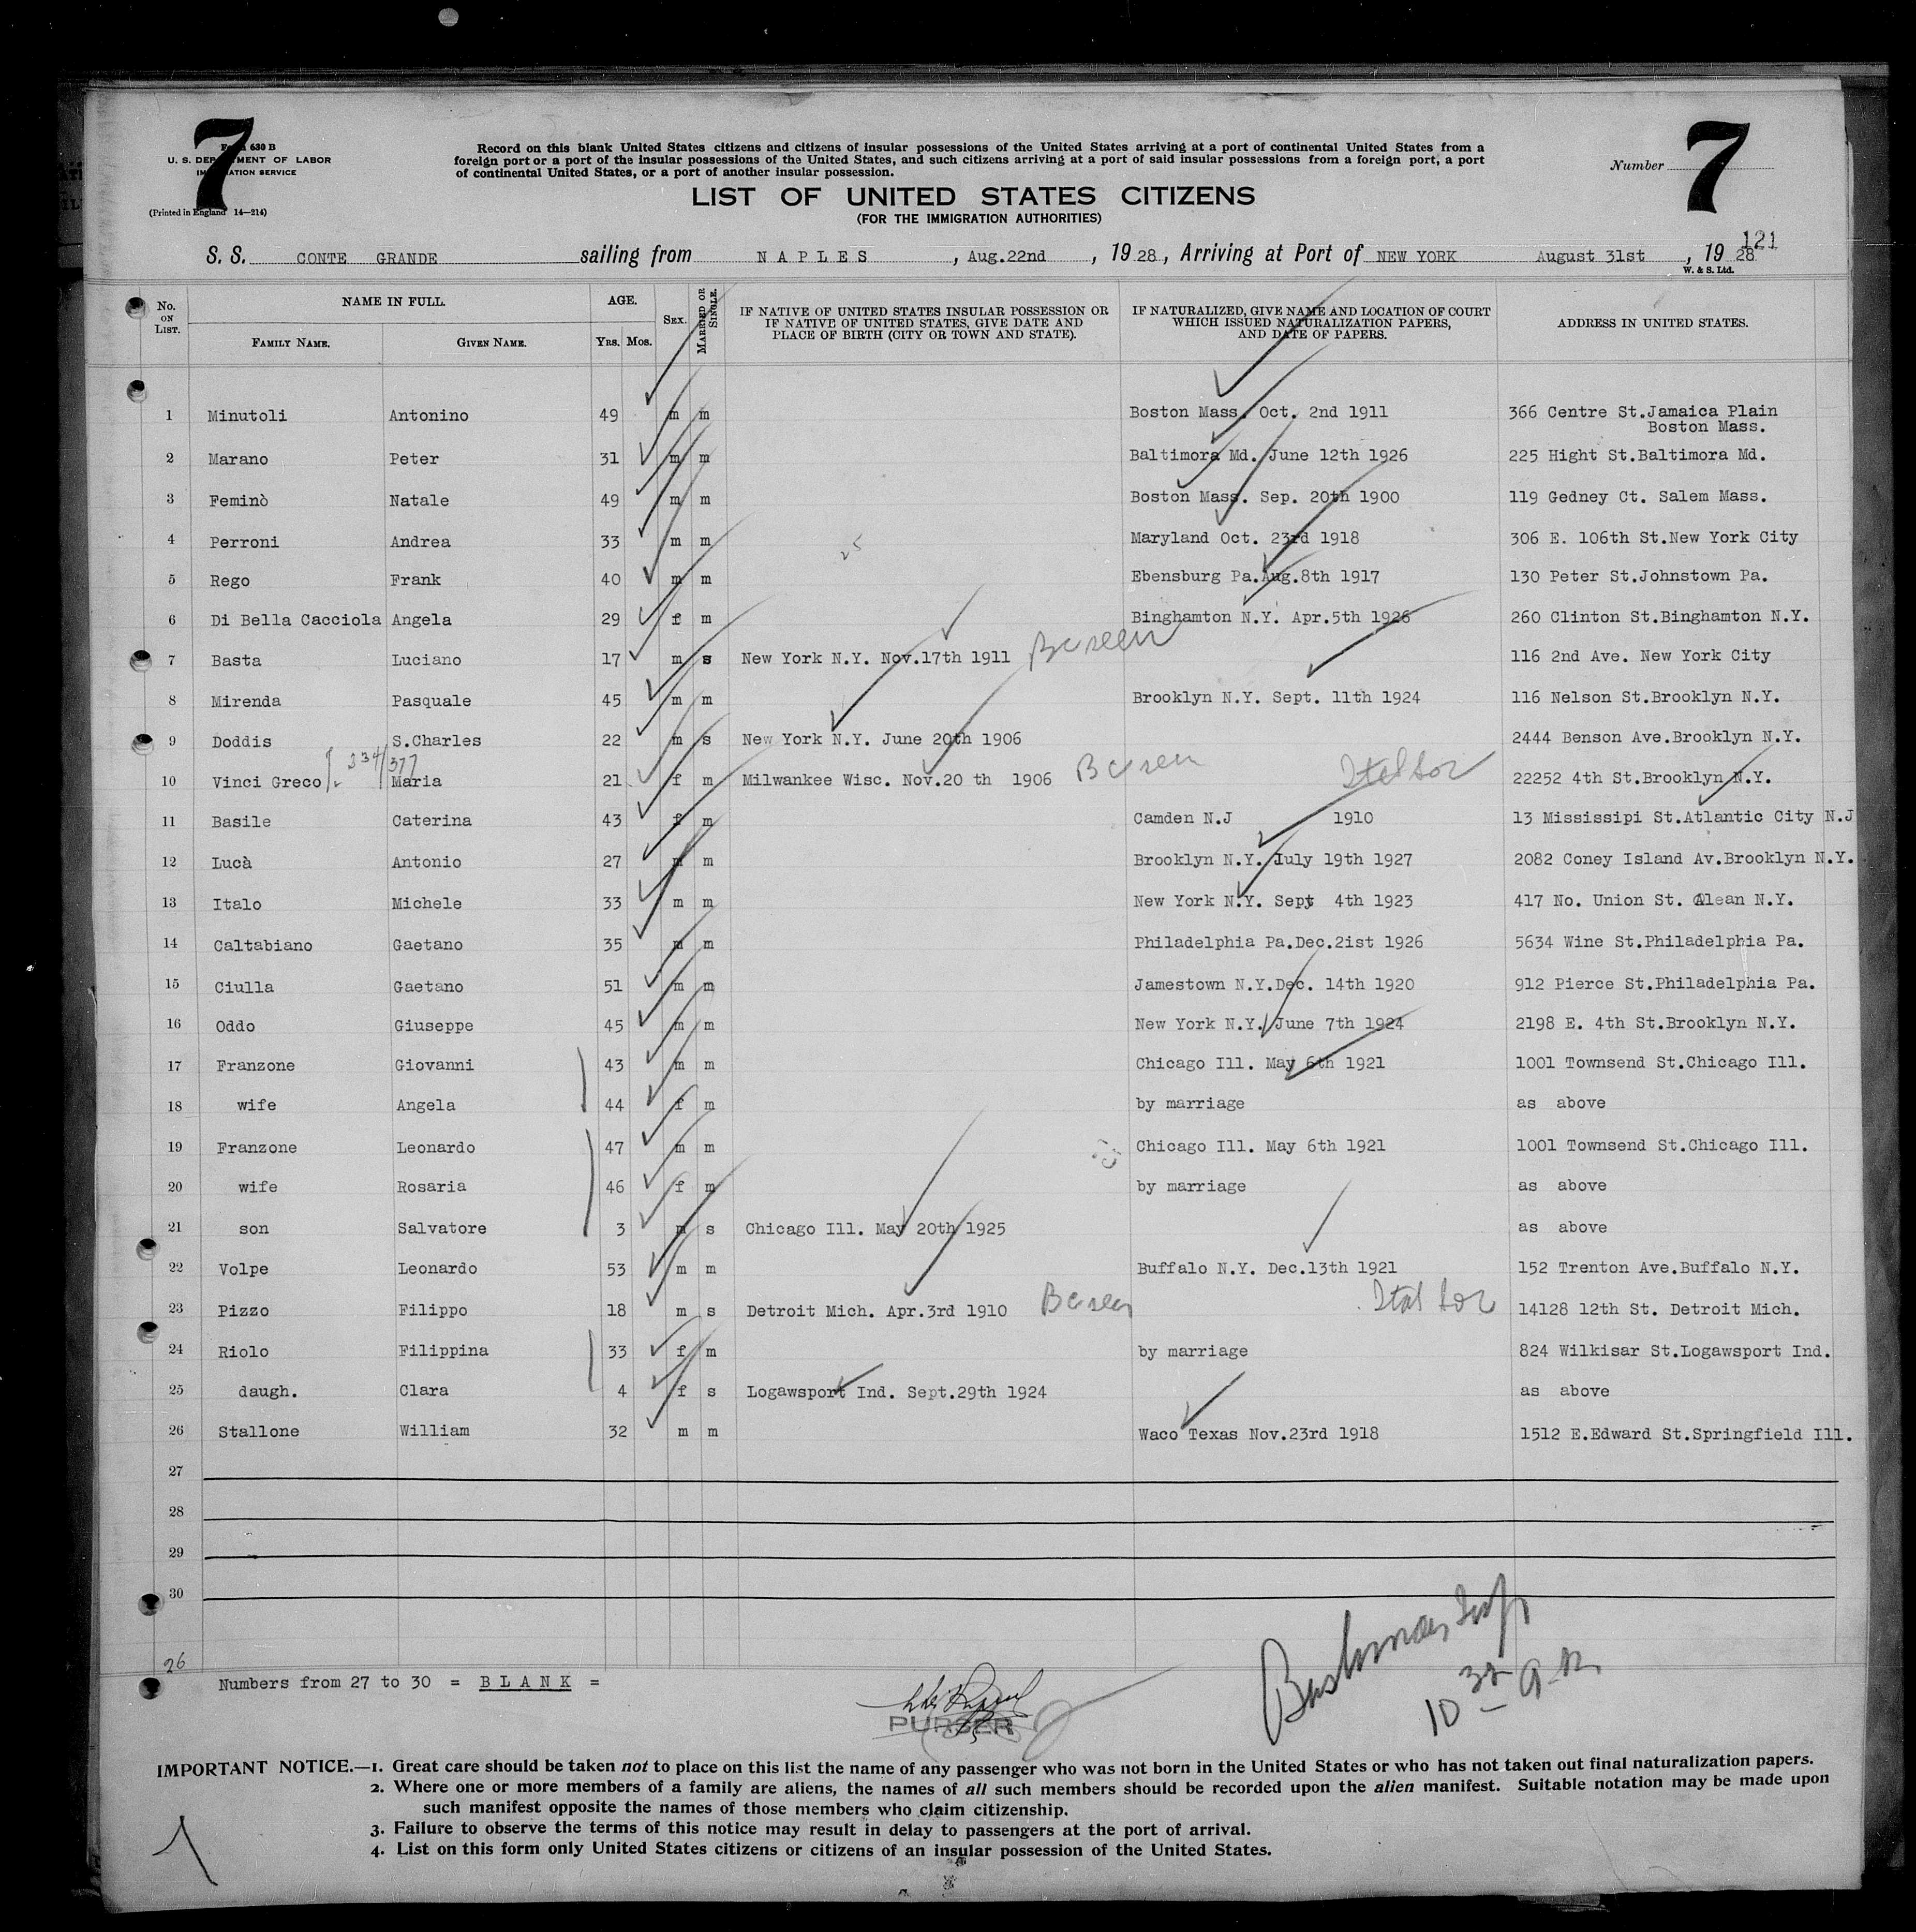 7
Form 630 B
U. S. DEPARTMENT OF LABOR
IMMIGRATION SERVICE
(Printed in England 14—214)
Record on this blank United States citizens and citizens of insular possessions of the United States arriving at a port of continental United States from a
foreign port or a port of the insular possessions of the United States, and such citizens arriving at a port of said insular possessions from a foreign port, a port
of continental United States, or a port of another insular possession.
Number 7
LIST OF UNITED STATES CITIZENS
(FOR THE IMMIGRATION AUTHORITIES)
121
S. S. CONTE GRANDE sailing from NAPLES, Aug.22nd, 1928, Arriving at Port of NEW YORK August 31st, 1928
W. & S. Ltd.
No. ON LIST. NAME IN FULL. FAMILY NAME. GIVEN NAME. AGE. YRS. MOS. SEX. MARRIED OR SINGLE. IF NATIVE OF UNITED STATES INSULAR POSSESSION OR IF NATIVE OF UNITED STATES, GIVE DATE AND PLACE OF BIRTH (CITY OR TOWN AND STATE). IF NATURALIZED, GIVE NAME AND LOCATION OF COURT WHICH ISSUED NATURALIZATION PAPERS, AND DATE OF PAPERS. ADDRESS IN UNITED STATES.
1 Minutoli Antonino 49 m m Boston Mass. Oct. 2nd 1911 366 Centre St.Jamaica Plain
Boston Mass.
2 Marano Peter 31 m m Baltimora Md. June 12th 1926 225 Hight St.Baltimora Md.
3 Feminò Natale 49 m m Boston Mass. Sep. 20th 1900 119 Gedney Ct. Salem Mass.
4 Perroni Andrea 33 m m 25 Maryland Oct. 23rd 1918 306 E. 106th St.New York City
5 Rego Frank 40 m m Ebensburg Pa.Aug.8th 1917 130 Peter St.Johnstown Pa.
6 Di Bella Cacciola Angela 29 f m Binghamton N.Y. Apr.5th 1926 260 Clinton St.Binghamton N.Y.
7 Basta Luciano 17 m s New York N.Y. Nov.17th 1911 BC seen 116 2nd Ave. New York City
8 Mirenda Pasquale 45 m m Brooklyn N.Y. Sept. 11th 1924 116 Nelson St.Brooklyn N.Y.
9 Doddis S.Charles 22 m s New York N.Y. June 20th 1906 2444 Benson Ave.Brooklyn N.Y.
10 Vinci Greco 2 334/377 Maria 21 f m Milwankee Wisc. Nov.20 th 1906 BC seen 22252 4th St.Brooklyn N.Y.
11 Basile Caterina 43 f m Camden N.J 1910 13 Mississipi St.Atlantic City N.J
12 Lucà Antonio 27 m m Brooklyn N.Y. July 19th 1927 2082 Coney Island Av.Brooklyn N.Y.
13 Italo Michele 33 m m New York N.Y. Sept 4th 1923 417 No. Union St. Olean N.Y.
14 Caltabiano Gaetano 35 m m Philadelphia Pa.Dec.2ist 1926 5634 Wine St.Philadelphia Pa.
15 Ciulla Gaetano 51 m m Jamestown N.Y.Dec. 14th 1920 912 Pierce St.Philadelphia Pa.
16 Oddo Giuseppe 45 m m New York N.Y. June 7th 1924 2198 E. 4th St.Brooklyn N.Y.
17 Franzone Giovanni 43 m m Chicago Ill. May 6th 1921 1001 Townsend St.Chicago Ill.
18 wife Angela 44 f m by marriage as above
19 Franzone Leonardo 47 m m Chicago Ill. May 6th 1921 1001 Townsend St.Chicago Ill.
20 wife Rosaria 46 f m by marriage as above
21 son Salvatore 3 m s Chicago Ill. May 20th 1925 as above
22 Volpe Leonardo 53 m m Buffalo N.Y. Dec.13th 1921 152 Trenton Ave.Buffalo N.Y.
23 Pizzo Filippo 18 m s Detroit Mich. Apr.3rd 1910 BC seen 14128 12th St. Detroit Mich.
24 Riolo Filippina 33 f m by marriage 824 Wilkisar St.Logawsport Ind.
25 daugh. Clara 4 f s Logawsport Ind. Sept.29th 1924 as above
26 Stallone William 32 m m Waco Texas Nov.23rd 1918 1512 E.Edward St.Springfield Ill.
27
28
29
30
26
Numbers from 27 to 30 = BLANK =
PURSER
IMPORTANT NOTICE.—1. Great care should be taken not to place on this list the name of any passenger who was not born in the United States or who has not taken out final naturalization papers.
2. Where one or more members of a family are aliens, the names of all such members should be recorded upon the alien manifest. Suitable notation may be made upon
such manifest opposite the names of those members who claim citizenship.
3. Failure to observe the terms of this notice may result in delay to passengers at the port of arrival.
4. List on this form only United States citizens or citizens of an insular possession of the United States.